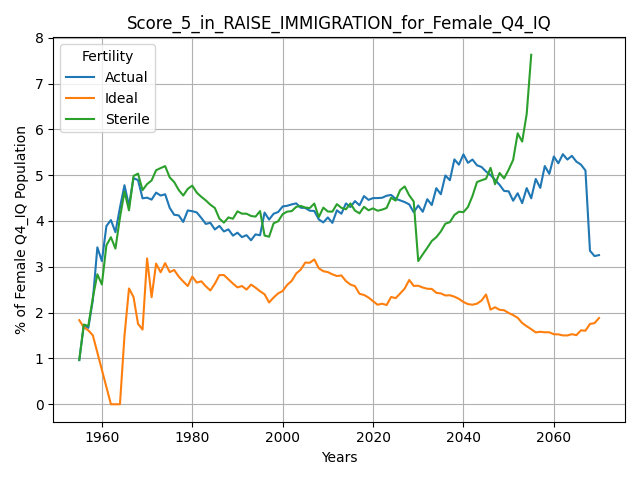 Score_5_in_RAISE_IMMIGRATION_for_Female_Q4_IQ
Fertility
Actual
Ideal
Sterile
% of Female Q4_IQ Population
8
7
6
5
4
3
2
1
0
1960
1980
2000
2020
2040
2060
Years